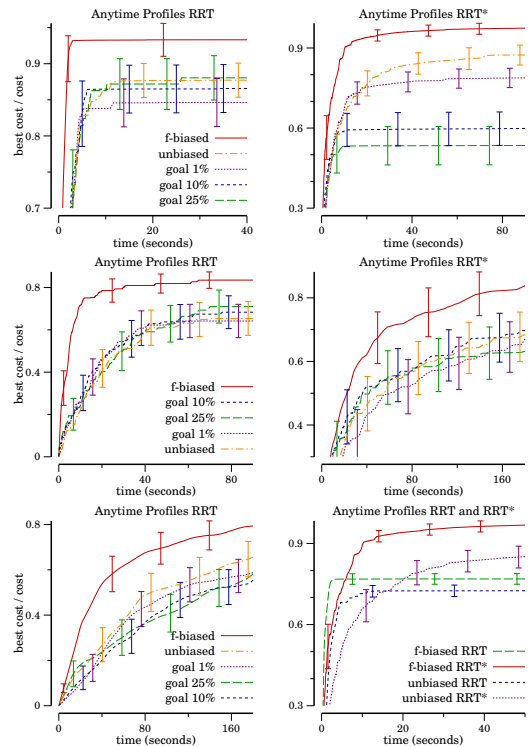 Anytime Profiles RRT
best cost / cost
0.9
0.8
0.7
f-biased
unbiased
goal 1%
goal 10%
goal 25%
0
20
40
time (seconds)
Anytime Profiles RRT*
0.9
0.6
0.3
0
40
80
time (seconds)
Anytime Profiles RRT
best cost / cost
0.8
0.4
0
f-biased
goal 10%
goal 25%
goal 1%
unbiased
0
40
80
time (seconds)
Anytime Profiles RRT*
0.8
0.6
0.4
0
80
160
time (seconds)
Anytime Profiles RRT
best cost / cost
0.8
0.4
0
f-biased
unbiased
goal 1%
goal 25%
goal 10%
0
80
160
time (seconds)
Anytime Profiles RRT and RRT*
0.9
0.6
0.3
f-biased RRT
f-biased RRT*
unbiased RRT
unbiased RRT*
0
20
40
time (seconds)